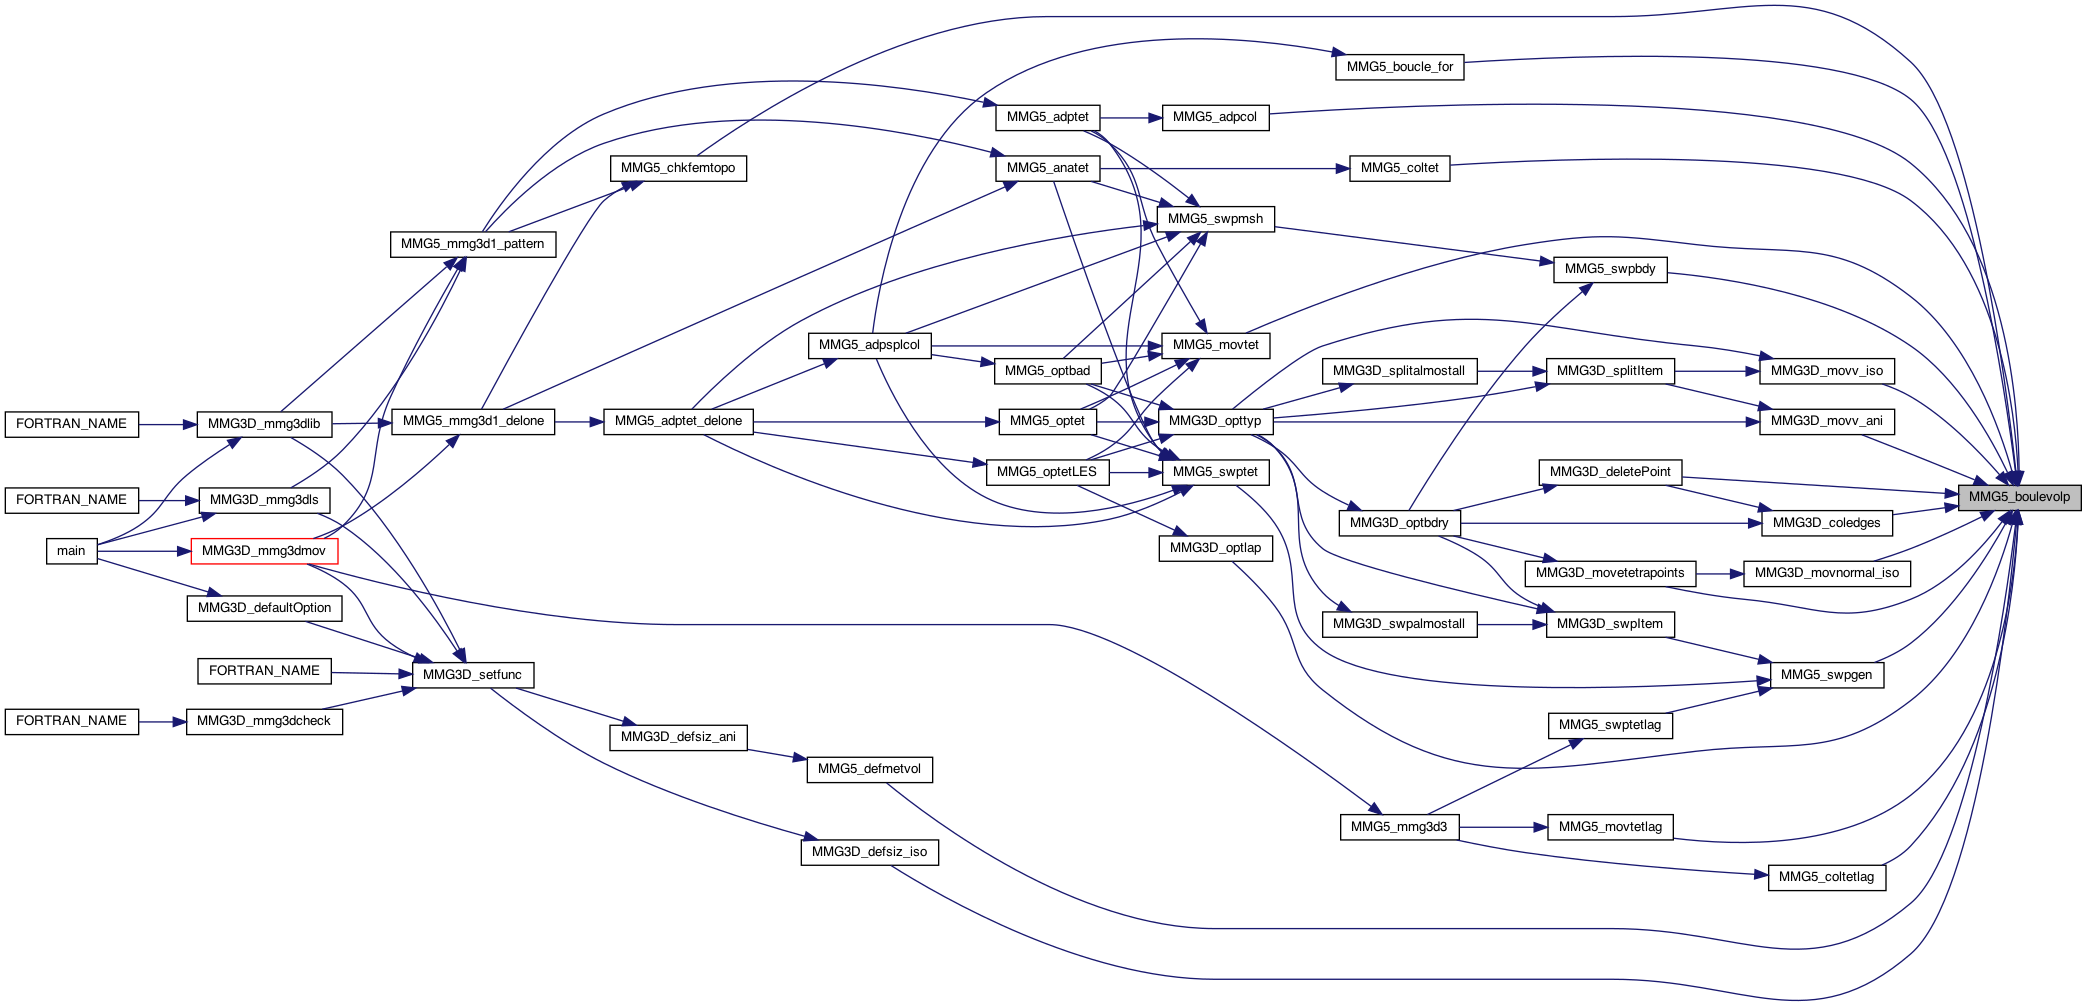 MMG5_boucle_for
MMG5_adptet
MMG5_adpcol
MMG5_chkfemtopo
MMG5_anatet
MMG5_coltet
MMG5_swpmsh
MMG5_mmg3d1_pattern
MMG5_swpbdy
MMG5_adpsplcol
MMG5_movtet
MMG5_optbad
MMG3D_splitalmostall
MMG3D_splitItem
MMG3D_movv_iso
FORTRAN_NAME
MMG3D_mmg3dlib
MMG5_mmg3d1_delone
MMG5_adptet_delone
MMG5_optet
MMG3D_opttyp
MMG3D_movv_ani
MMG5_optetLES
MMG5_swptet
MMG3D_deletePoint
FORTRAN_NAME
MMG3D_mmg3dls
MMG5_boulevolp
MMG3D_optbdry
MMG3D_coledges
main
MMG3D_mmg3dmov
MMG3D_optlap
MMG3D_movetetrapoints
MMG3D_movnormal_iso
MMG3D_defaultOption
MMG3D_swpalmostall
MMG3D_swpItem
FORTRAN_NAME
MMG3D_setfunc
MMG5_swpgen
FORTRAN_NAME
MMG3D_mmg3dcheck
MMG3D_defsiz_ani
MMG5_swptetlag
MMG5_defmetvol
MMG5_mmg3d3
MMG5_movtetlag
MMG3D_defsiz_iso
MMG5_coltetlag